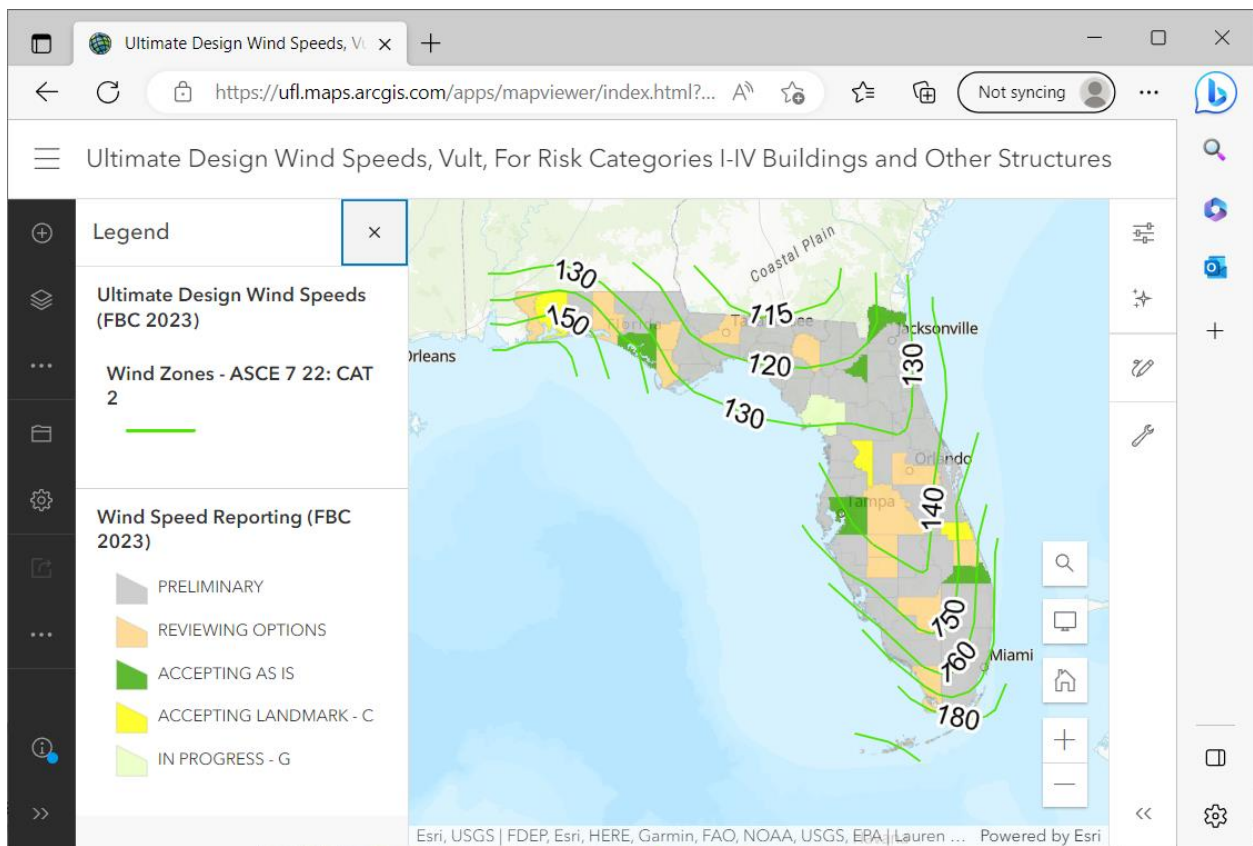 Ultimate Design Wind Speeds, Vu
https://ufl.maps.arcgis.com/apps/mapviewer/index.html?...
Not syncing
Ultimate Design Wind Speeds, Vult, For Risk Categories I-IV Buildings and Other Structures
Legend
Ultimate Design Wind Speeds
(FBC 2023)
Wind Zones - ASCE 7 22: CAT
2
Wind Speed Reporting (FBC
2023)
PRELIMINARY
REVIEWING OPTIONS
ACCEPTING AS IS
ACCEPTING LANDMARK - C
IN PROGRESS - G
Coastal Plain
130
150
115
Florida
Jacksonville
Orleans
120
130
130
Orlando
Tampa
140
150
160
Miami
180
Esri, USGS | FDEP, Esri, HERE, Garmin, FAO, NOAA, USGS, EPA | Lauren ...
Powered by Esri